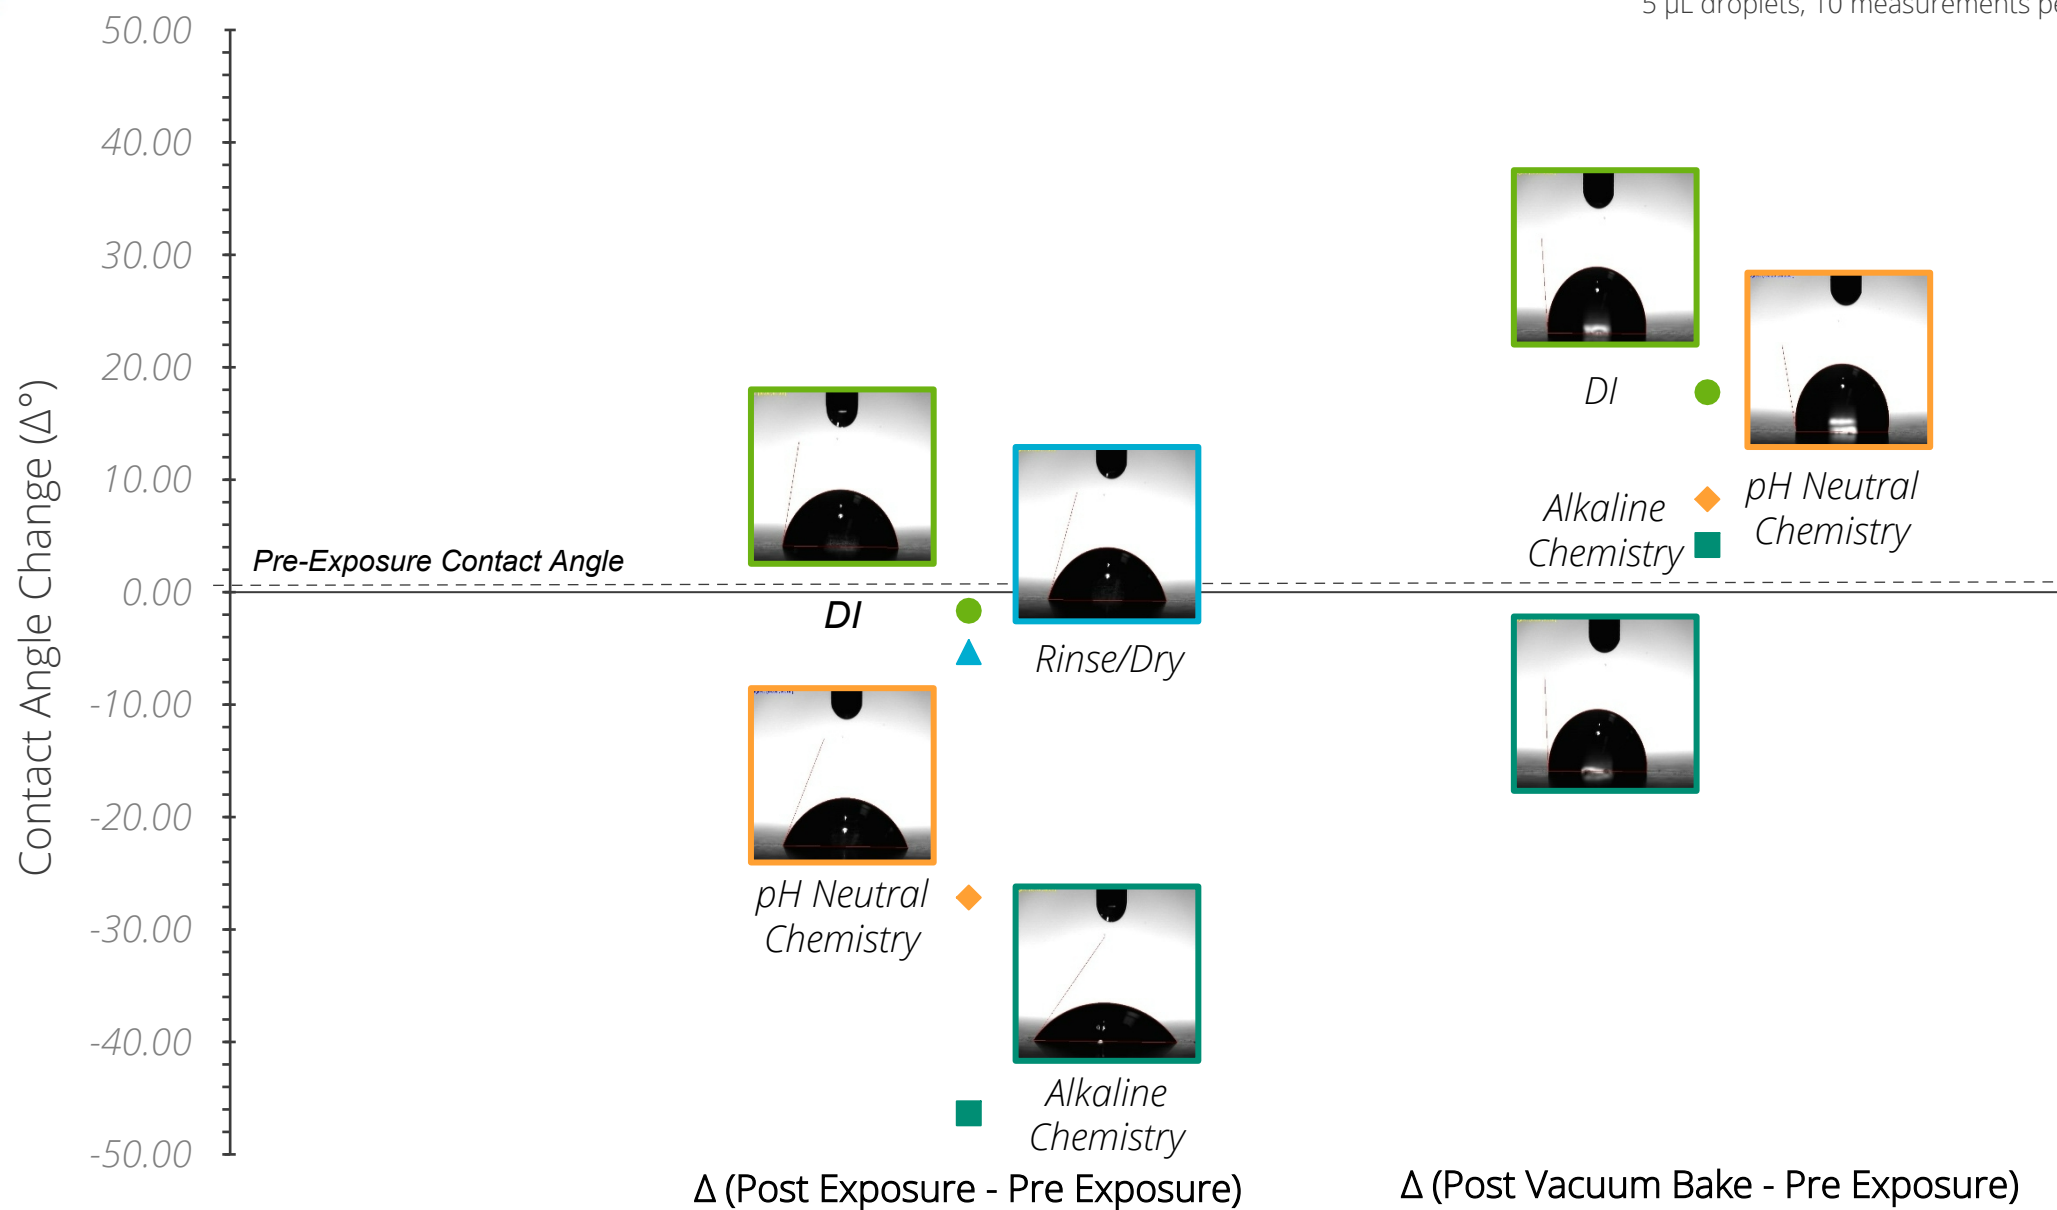 5 µL droplets, 10 measurements
50.00
40.00
30.00
20.00
10.00
0.00
-10.00
-20.00
-30.00
-40.00
-50.00
Contact Angle Change (Δ°)
Pre-Exposure Contact Angle
DI
Rinse/Dry
pH Neutral
Chemistry
Alkaline
Chemistry
DI
pH Neutral
Chemistry
Alkaline
Chemistry
Δ (Post Exposure - Pre Exposure)
Δ (Post Vacuum Bake - Pre Exposure)